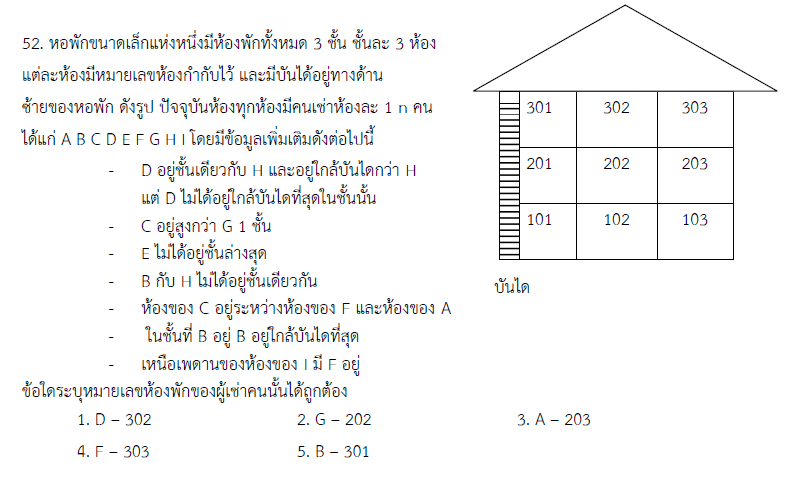 52. หอพักขนาดเล็กแห่งหนึ่งมีห้องพักทั้งหมด 3 ชั้น ชั้นละ 3 ห้อง
แต่ละห้องมีหมายเลขห้องกำกับไว้ และมีบันไดอยู่ทางด้าน
ซ้ายของหอพัก ดังรูป ปัจจุบันห้องทุกห้องมีคนเช่าห้องละ 1 n คน
ได้แก่ A B C D E F G H I โดยมีข้อมูลเพิ่มเติมดังต่อไปนี้
- D อยู่ชั้นเดียวกับ H และอยู่ใกล้บันไดกว่า H
แต่ D ไม่ได้อยู่ใกล้บันไดที่สุดในชั้นนั้น
- C อยู่สูงกว่า G 1 ชั้น
- E ไม่ได้อยู่ชั้นล่างสุด
- B กับ H ไม่ได้อยู่ชั้นเดียวกัน
- ห้องของ C อยู่ระหว่างห้องของ F และห้องของ A
- ในชั้นที่ B อยู่ B อยู่ใกล้บันไดที่สุด
- เหนือเพดานของห้องของ I มี F อยู่
301 302 303
201 202 203
101 102 103
บันได
ข้อใดระบุหมายเลขห้องพักของผู้เช่าคนนั้นได้ถูกต้อง
1. D – 302 2. G – 202 3. A – 203
4. F – 303 5. B – 301